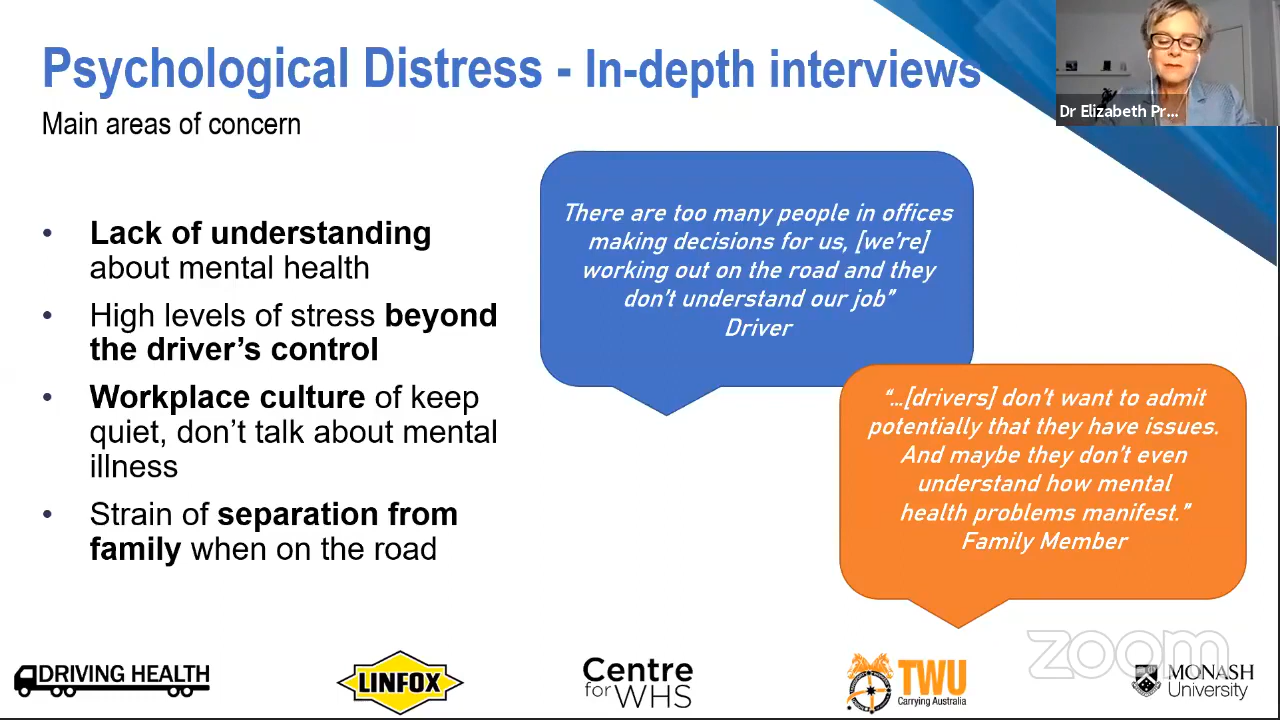 Psychological Distress - In-depth interviews
Main areas of concern
Dr Elizabeth Pr...
• Lack of understanding
about mental health
• High levels of stress beyond
the driver's control
• Workplace culture of keep
quiet, don't talk about mental
illness
• Strain of separation from
family when on the road
There are too many people in offices
making decisions for us, [we're]
working out on the road and they
don't understand our job"
Driver
"...[drivers] don't want to admit
potentially that they have issues.
And maybe they don't even
understand how mental
health problems manifest."
Family Member
DRIVING HEALTH
LINFOX
Centre
for WHS
TWU
Carrying Australia
zoom
MONASH
University